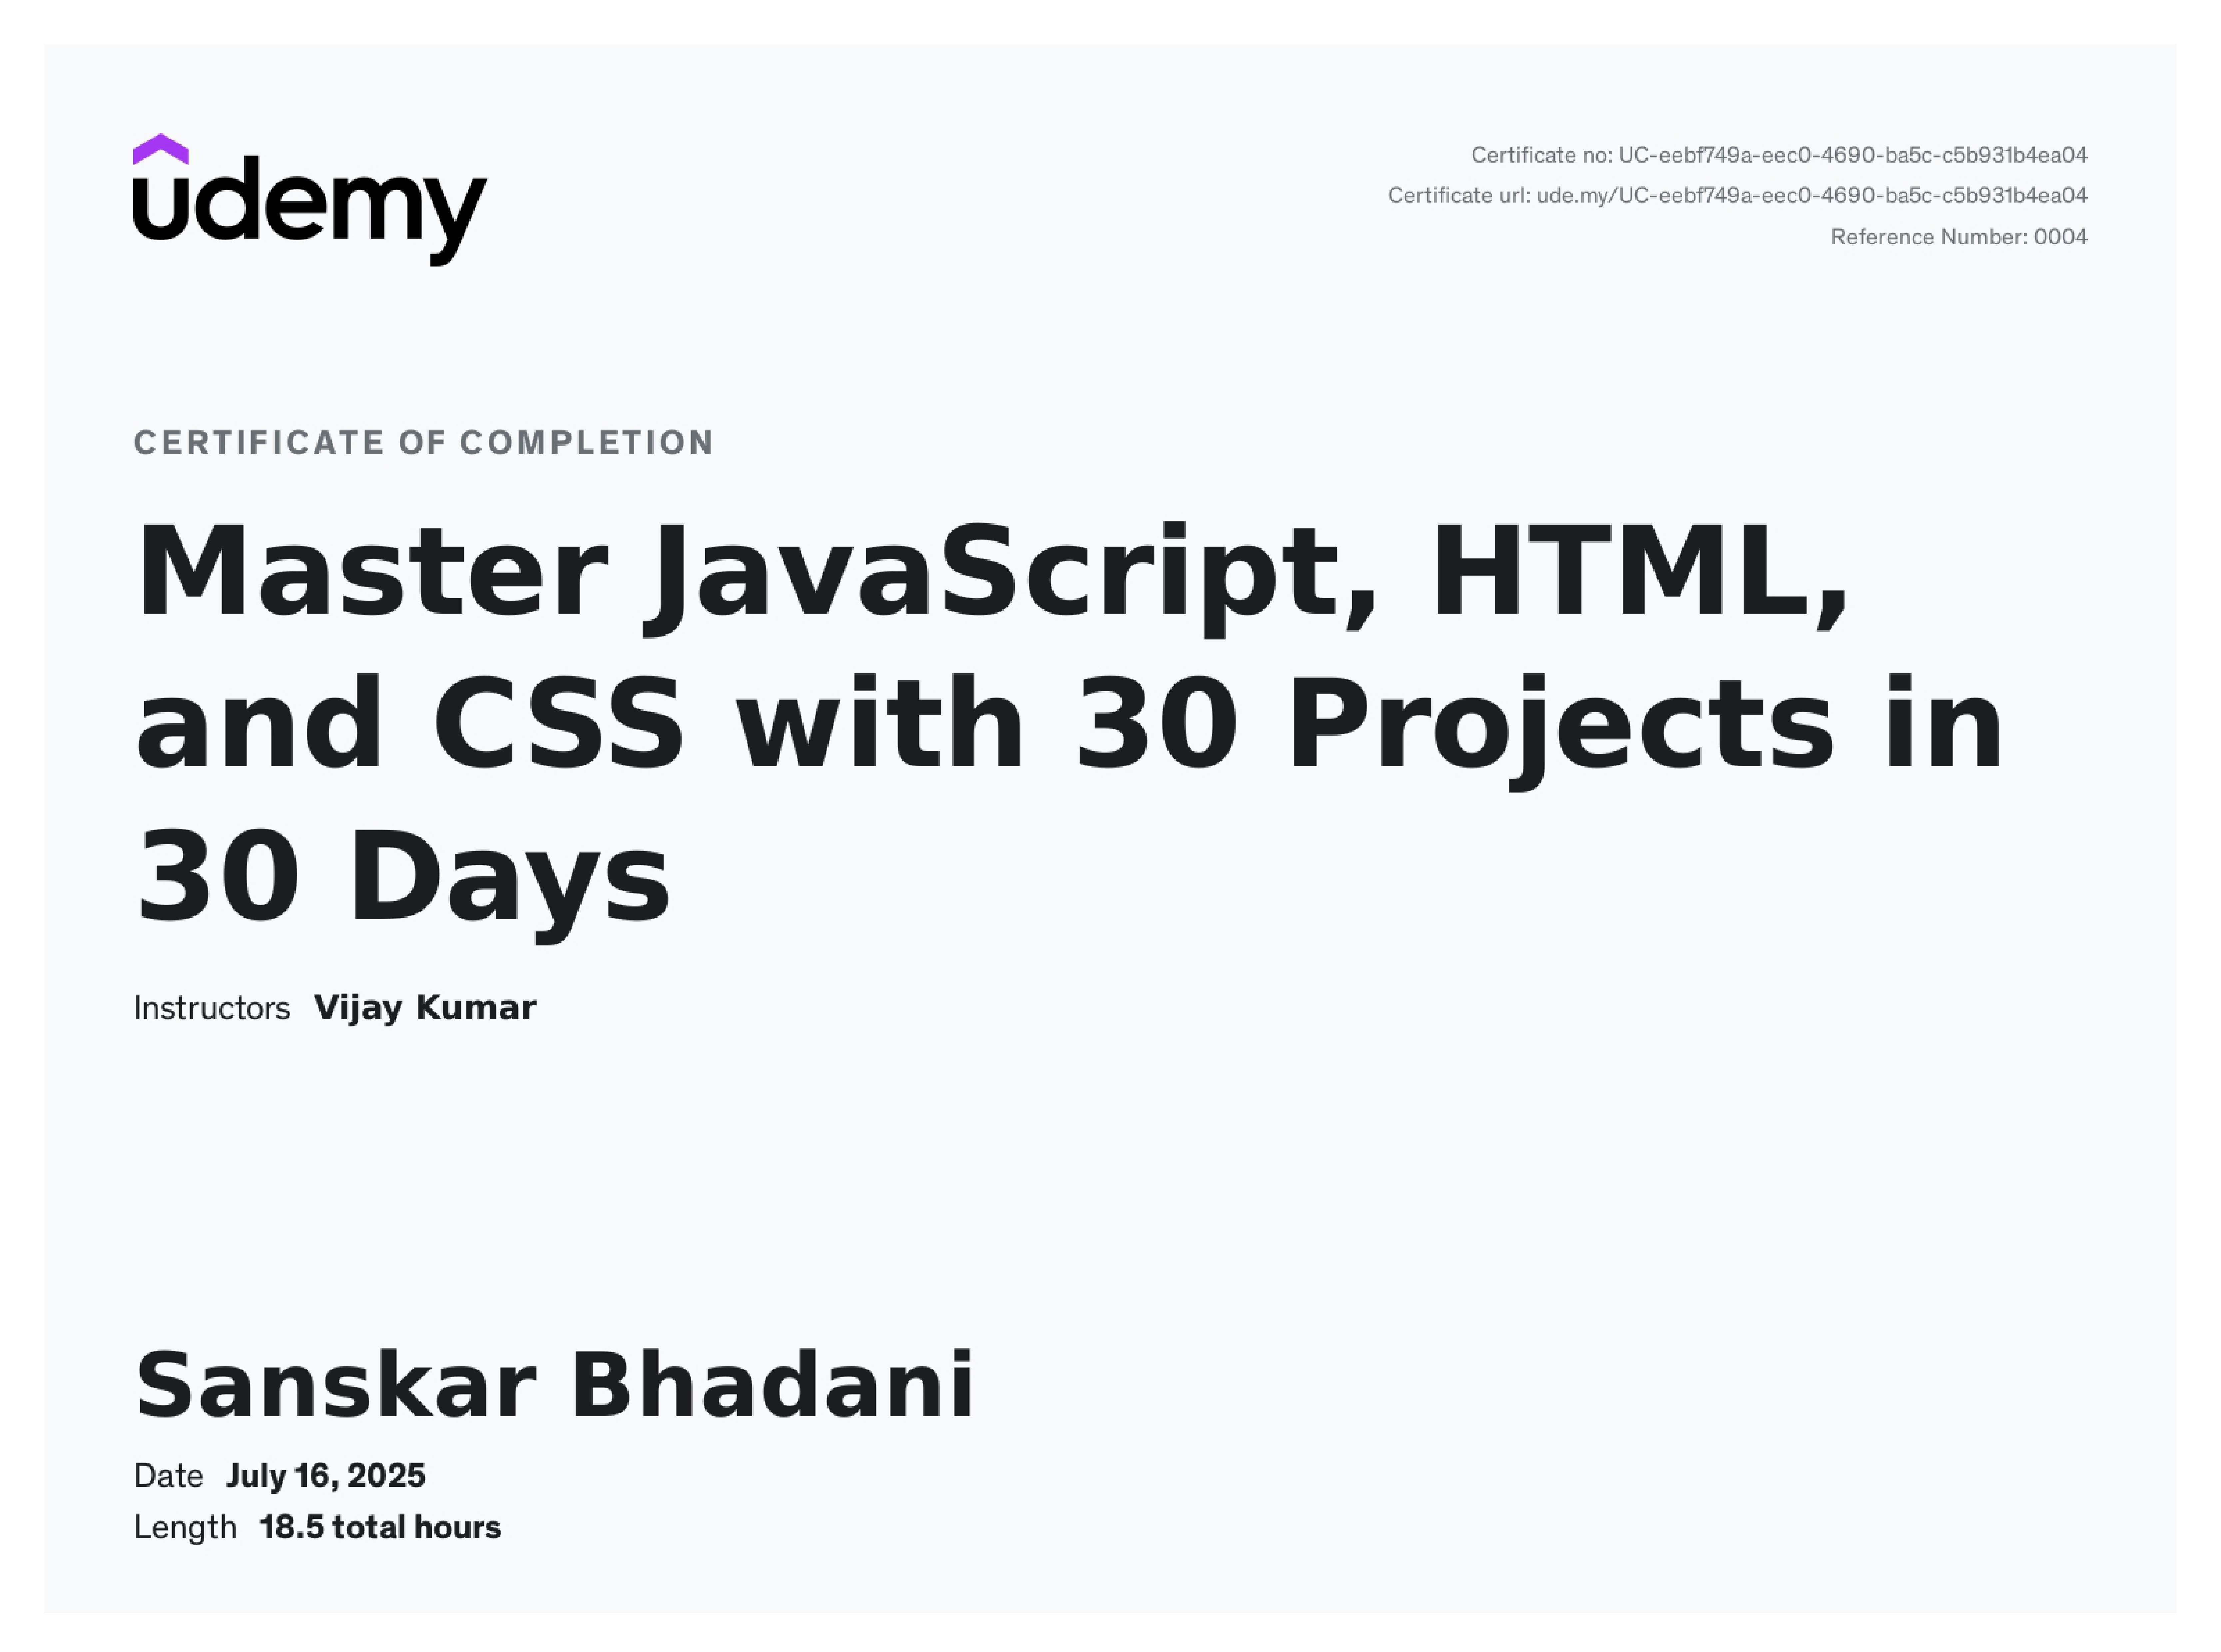 udemy
Certificate no: UC-eebf749a-eec0-4690-ba5c-c5b931b4ea04
Certificate url: ude.my/UC-eebf749a-eec0-4690-ba5c-c5b931b4ea04
Reference Number: 0004
CERTIFICATE OF COMPLETION
Master JavaScript, HTML,
and CSS with 30 Projects in
30 Days
Instructors Vijay Kumar
Sanskar Bhadani
Date July 16, 2025
Length 18.5 total hours